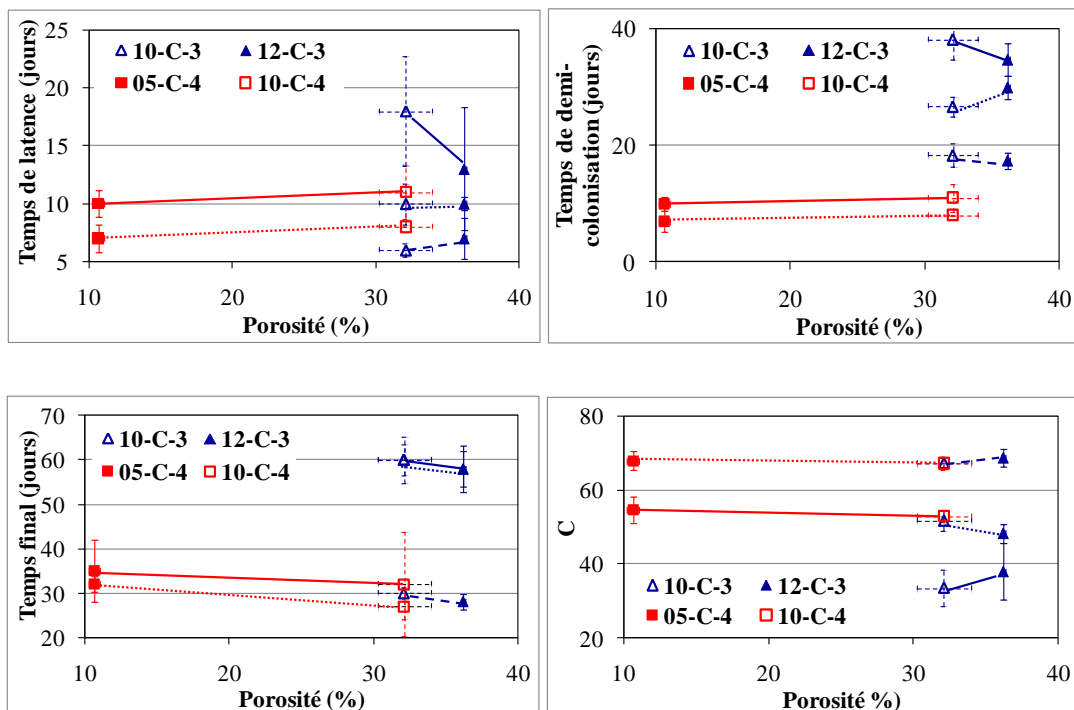 Temps de latence (jours)
25
20
15
10
5
10-C-3
12-C-3
05-C-4
10-C-4
10
20
30
40
Porosité (%)
Temps de demi-
colonisation (jours)
40
20
0
10-C-3
12-C-3
05-C-4
10-C-4
10
20
30
40
Porosité (%)
Temps final (jours)
70
60
50
40
30
20
10-C-3
12-C-3
05-C-4
10-C-4
10
20
30
40
Porosité (%)
C
80
60
40
20
10-C-3
12-C-3
05-C-4
10-C-4
10
20
30
40
Porosité %)